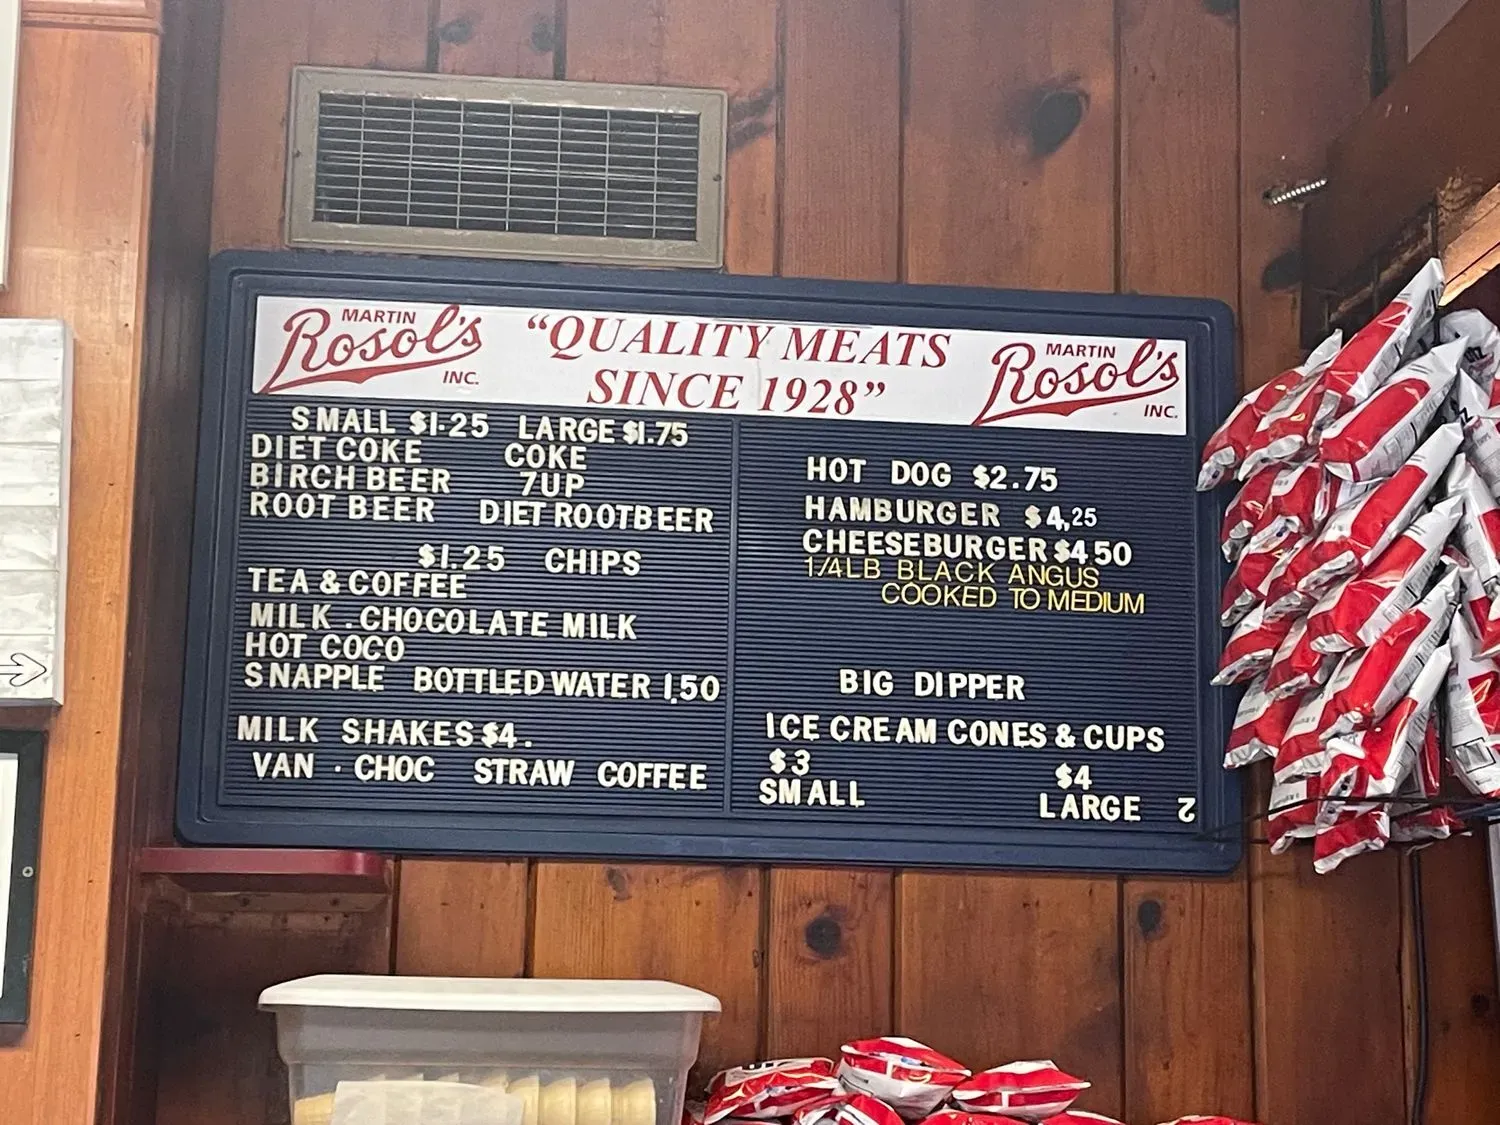 MARTIN
Rosol's
INC.
“QUALITY MEATS
SINCE 1928”
MARTIN
Rosol's
INC.
SMALL $1.25 LARGE $1.75
DIET COKE COKE
BIRCH BEER 7UP
ROOT BEER DIET ROOTBEER
$1.25 CHIPS
TEA & COFFEE
MILK .CHOCOLATE MILK
HOT COCO
SNAPPLE BOTTLED WATER 1.50
MILK SHAKES $4.
VAN · CHOC STRAW COFFEE
HOT DOG $2.75
HAMBURGER $4,25
CHEESEBURGER $4.50
1/4LB BLACK ANGUS
COOKED TO MEDIUM
BIG DIPPER
ICE CREAM CONES & CUPS
$3 $4
SMALL LARGE 2